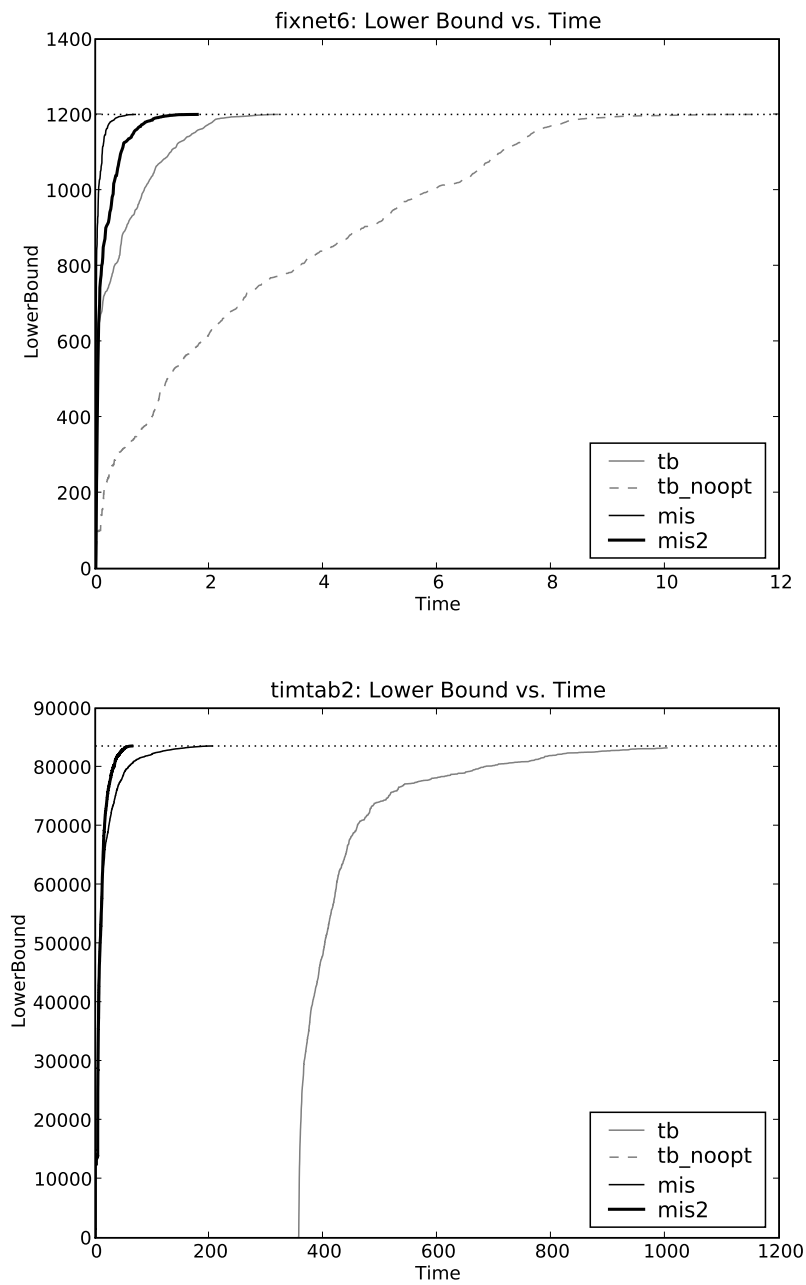 fixnet6: Lower Bound vs. Time
1400
1200
1000
800
600
400
200
0
LowerBound
0 2 4 6 8 10 12
Time
tb
tb_noopt
mis
mis2
timtab2: Lower Bound vs. Time
90000
80000
70000
60000
50000
40000
30000
20000
10000
0
LowerBound
0 200 400 600 800 1000 1200
Time
tb
tb_noopt
mis
mis2